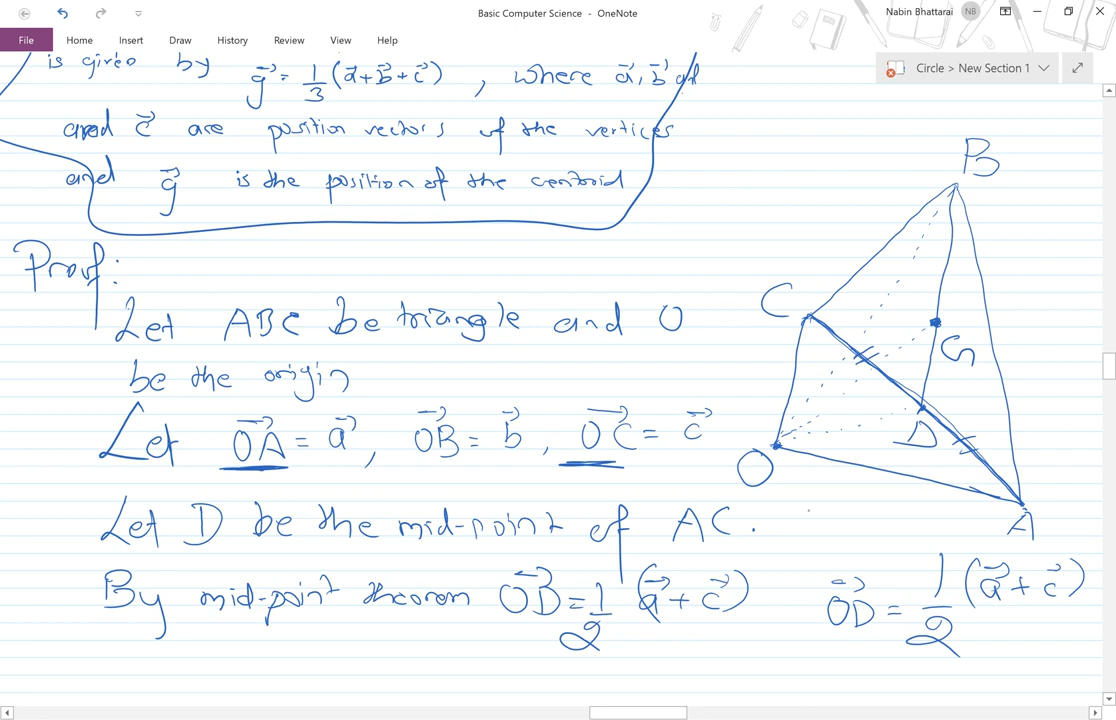 Basic Computer Science - OneNote
Nabin Bhattarai NB
File Home Insert Draw History Review View Help
Circle > New Section 1
is given by g⃗ = 1/3 (a⃗+b⃗+c⃗) , where a⃗, b⃗
and c⃗ are position vectors of the vertices
and g⃗ is the position of the centroid
Proof:
Let ABC be triangle and O
be the origin
Let OA⃗ = a⃗, OB⃗ = b⃗, OC⃗ = c⃗
Let D be the mid-point of AC.
By mid-point theorem OD⃗ = 1/2 (a⃗ + c⃗) OD⃗ = 1/2 (a⃗ + c⃗)
B
C
G
D
O
A